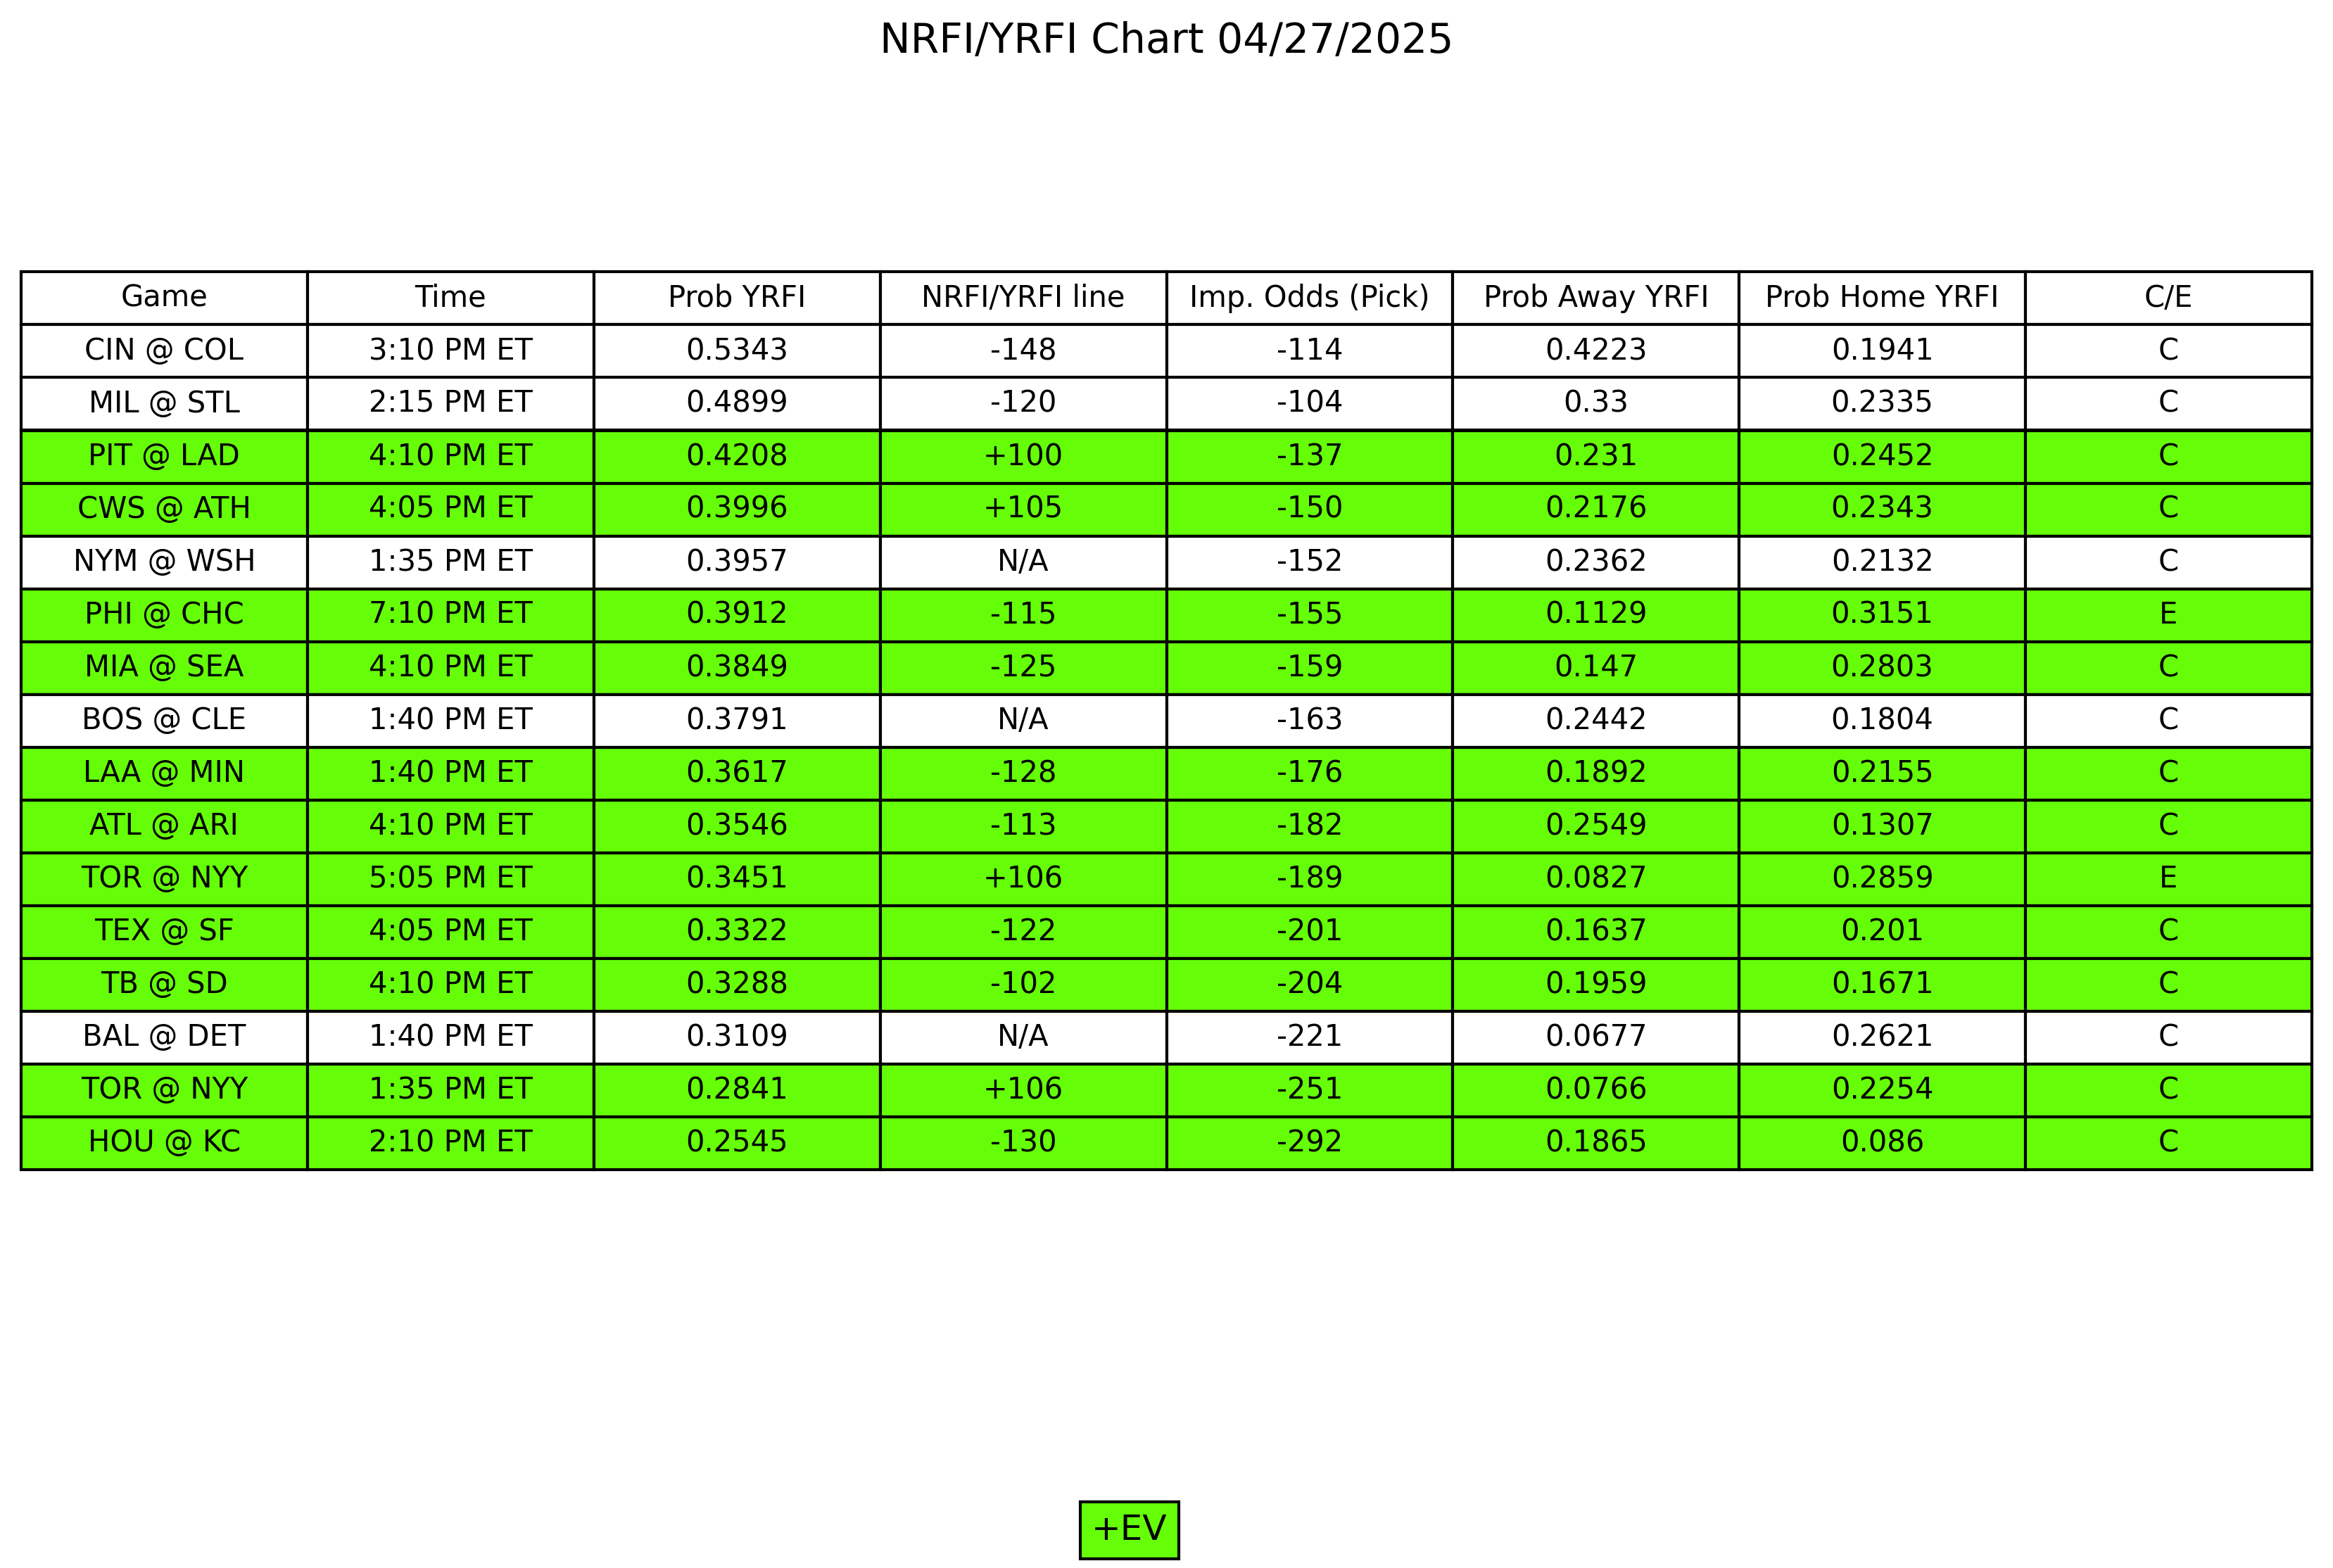 NRFI/YRFI Chart 04/27/2025
Game Time Prob YRFI NRFI/YRFI line Imp. Odds (Pick) Prob Away YRFI Prob Home YRFI C/E
CIN @ COL 3:10 PM ET 0.5343 -148 -114 0.4223 0.1941 C
MIL @ STL 2:15 PM ET 0.4899 -120 -104 0.33 0.2335 C
PIT @ LAD 4:10 PM ET 0.4208 +100 -137 0.231 0.2452 C
CWS @ ATH 4:05 PM ET 0.3996 +105 -150 0.2176 0.2343 C
NYM @ WSH 1:35 PM ET 0.3957 N/A -152 0.2362 0.2132 C
PHI @ CHC 7:10 PM ET 0.3912 -115 -155 0.1129 0.3151 E
MIA @ SEA 4:10 PM ET 0.3849 -125 -159 0.147 0.2803 C
BOS @ CLE 1:40 PM ET 0.3791 N/A -163 0.2442 0.1804 C
LAA @ MIN 1:40 PM ET 0.3617 -128 -176 0.1892 0.2155 C
ATL @ ARI 4:10 PM ET 0.3546 -113 -182 0.2549 0.1307 C
TOR @ NYY 5:05 PM ET 0.3451 +106 -189 0.0827 0.2859 E
TEX @ SF 4:05 PM ET 0.3322 -122 -201 0.1637 0.201 C
TB @ SD 4:10 PM ET 0.3288 -102 -204 0.1959 0.1671 C
BAL @ DET 1:40 PM ET 0.3109 N/A -221 0.0677 0.2621 C
TOR @ NYY 1:35 PM ET 0.2841 +106 -251 0.0766 0.2254 C
HOU @ KC 2:10 PM ET 0.2545 -130 -292 0.1865 0.086 C
+EV